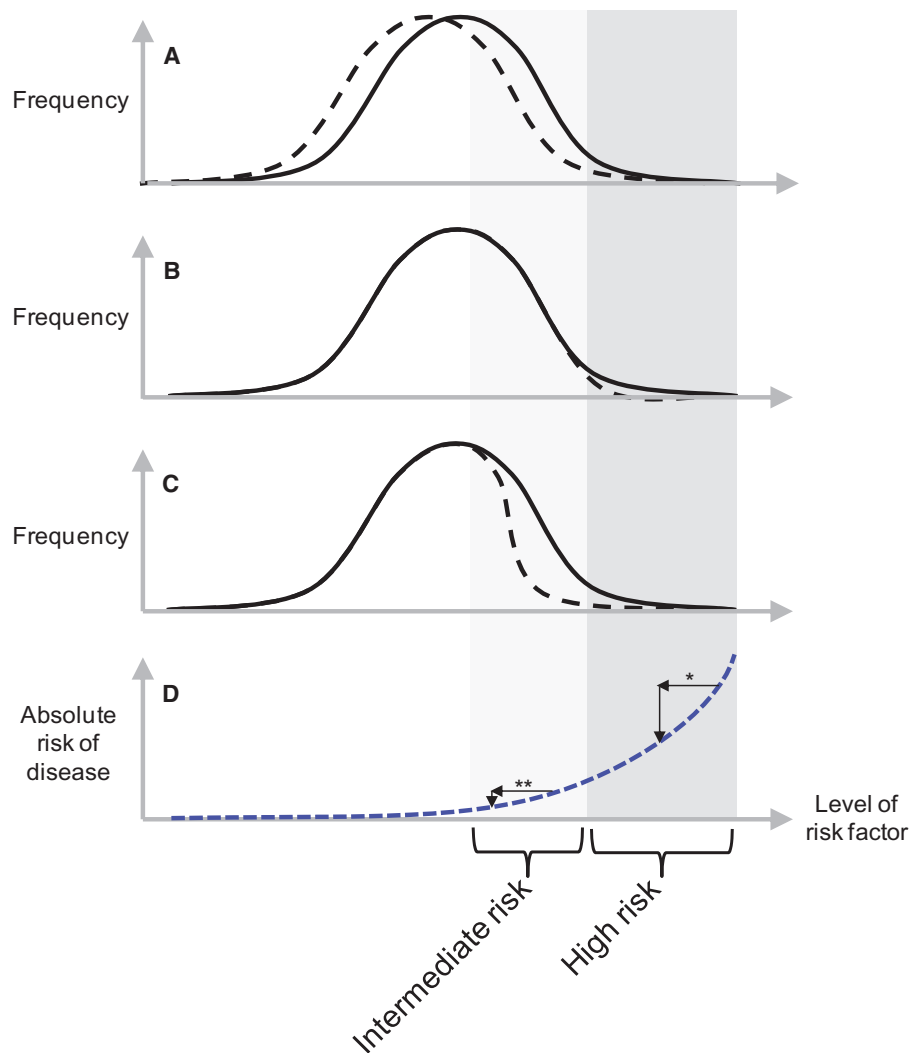 A
Frequency
B
Frequency
C
Frequency
D
Absolute
risk of
disease
*
**
Level of
risk factor
Intermediate risk
High risk